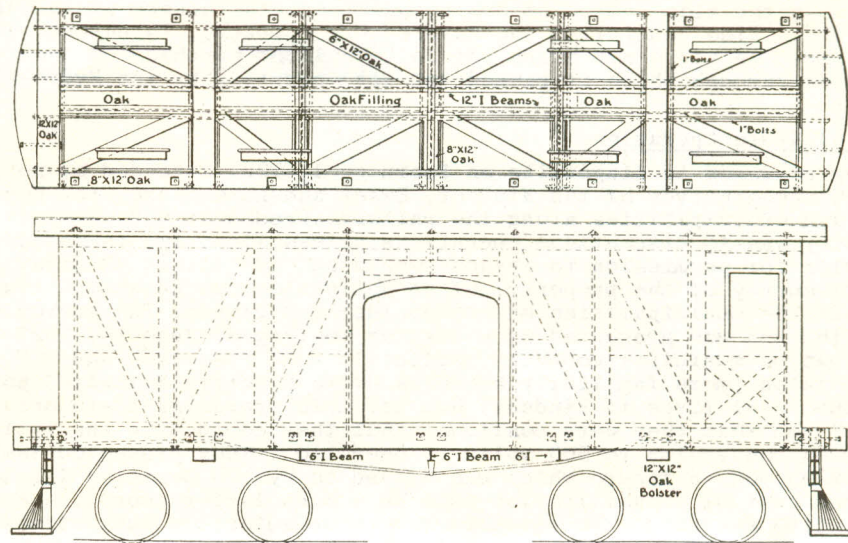 6"X12" Oak
1" Bolts
Oak
Oak Filling
12" I Beams
Oak
Oak
12X12"
Oak
1" Bolts
8"X12"
Oak
8"X12" Oak
6" I Beam
6" I Beam
6" I
12"X12"
Oak
Bolster